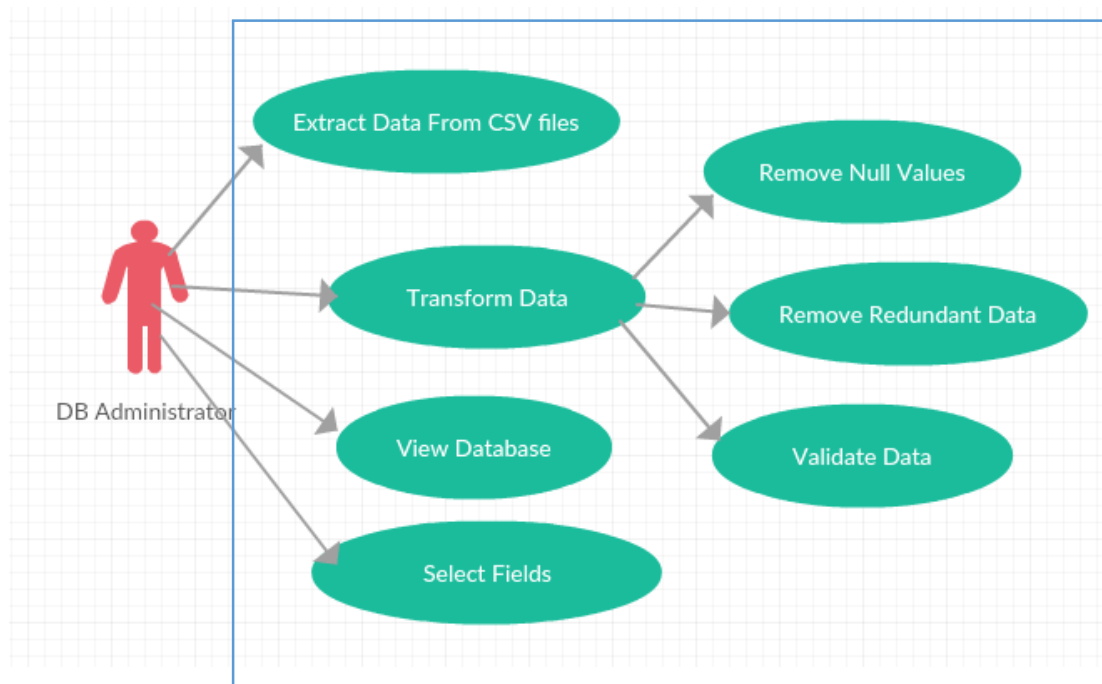 Extract Data From CSV files
Remove Null Values
Transform Data
Remove Redundant Data
DB Administrator
View Database
Validate Data
Select Fields